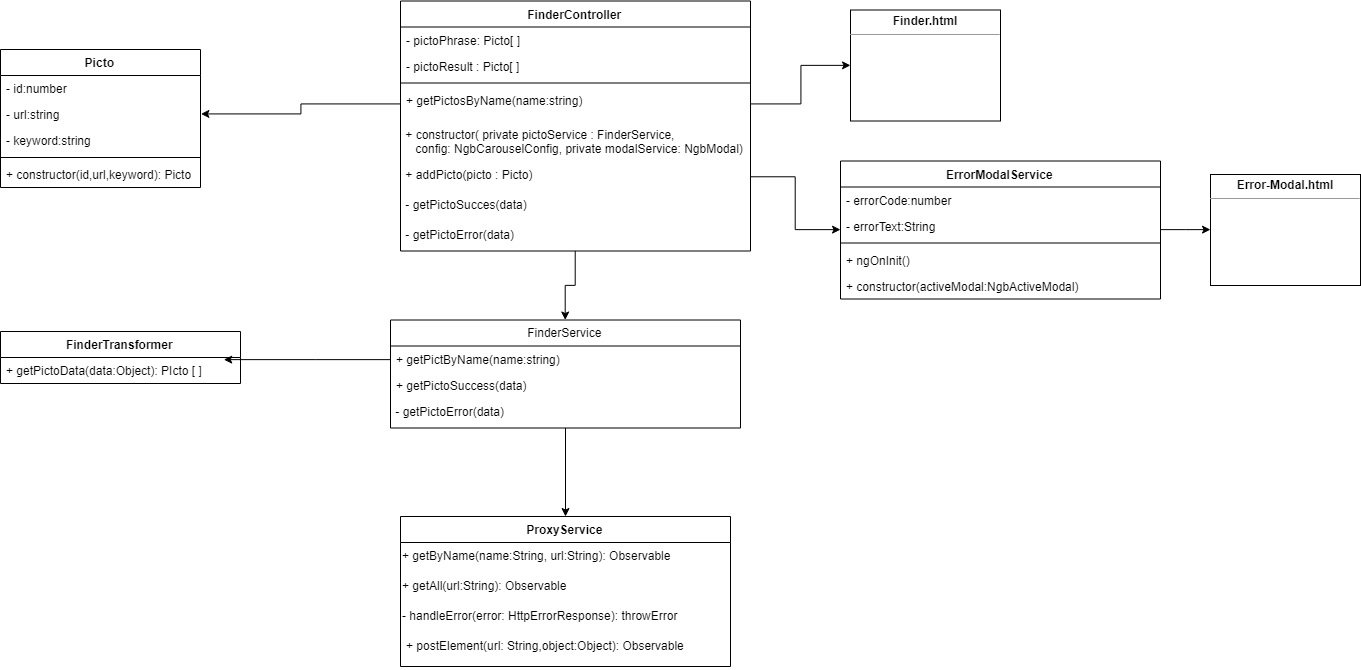 FinderController
- pictoPhrase: Picto[ ]
- pictoResult : Picto[ ]
+ getPictosByName(name:string)
+ constructor( private pictoService : FinderService,
config: NgbCarouselConfig, private modalService: NgbModal)
+ addPicto(picto : Picto)
- getPictoSucces(data)
- getPictoError(data)
Finder.html
Picto
- id:number
- url:string
- keyword:string
+ constructor(id,url,keyword): Picto
ErrorModalService
- errorCode:number
- errorText:String
+ ngOnInit()
+ constructor(activeModal:NgbActiveModal)
Error-Modal.html
FinderTransformer
+ getPictoData(data:Object): PIcto [ ]
FinderService
+ getPictByName(name:string)
+ getPictoSuccess(data)
- getPictoError(data)
ProxyService
+ getByName(name:String, url:String): Observable
+ getAll(url:String): Observable
- handleError(error: HttpErrorResponse): throwError
+ postElement(url: String,object:Object): Observable